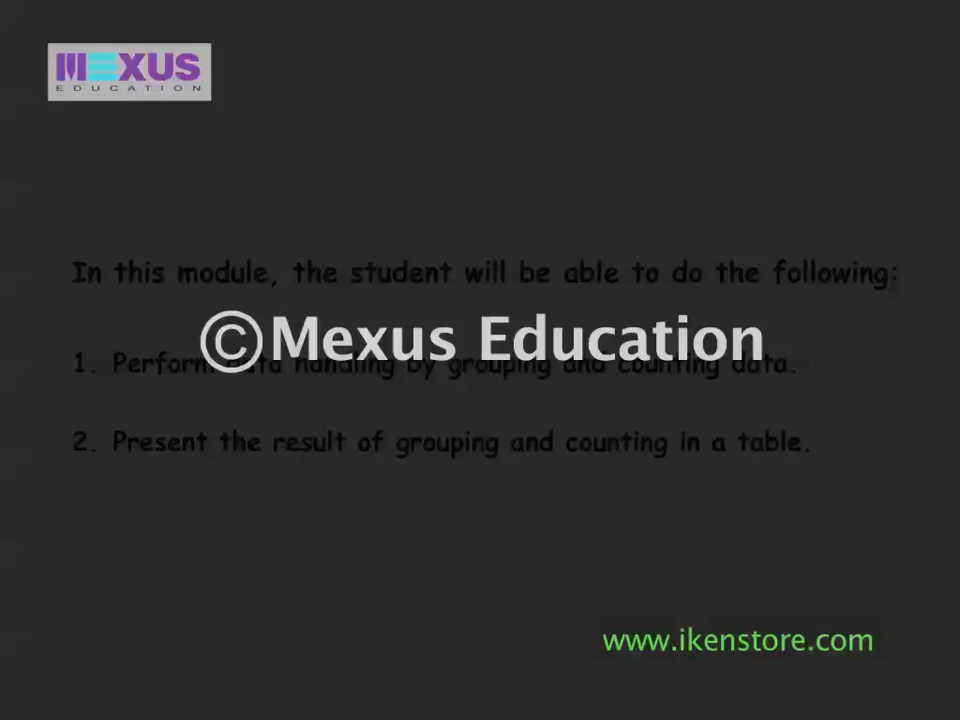 MEXUS
EDUCATION
In this module, the student will be able to do the following:
©Mexus Education
1. Perform data handling by grouping and counting data.
2. Present the result of grouping and counting in a table.
www.ikenstore.com